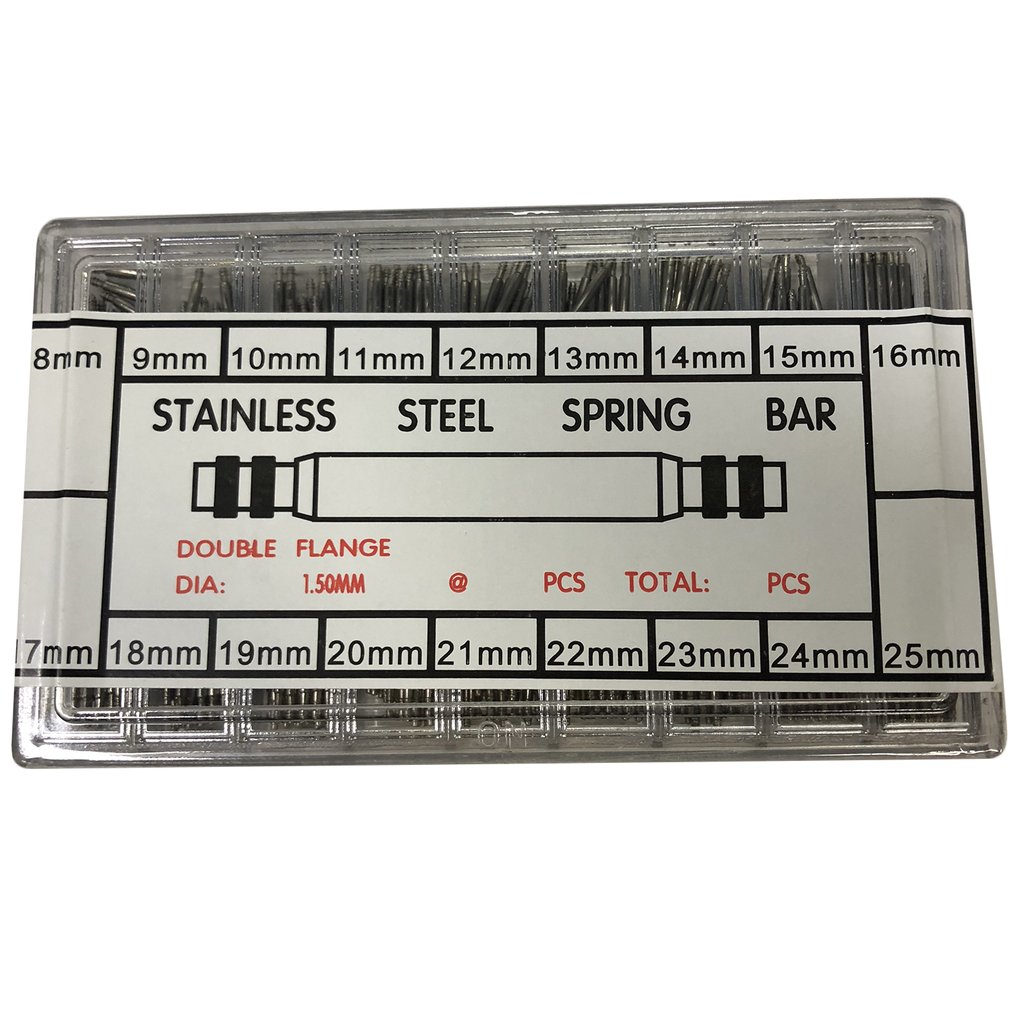 8mm 9mm 10mm 11mm 12mm 13mm 14mm 15mm 16mm
STAINLESS STEEL SPRING BAR
DOUBLE FLANGE
DIA: 1.50MM @ PCS TOTAL: PCS
17mm 18mm 19mm 20mm 21mm 22mm 23mm 24mm 25mm
ON